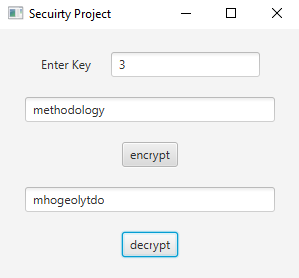 Secuirty Project
Enter Key 3
methodology
encrypt
mhogeolytdo
decrypt